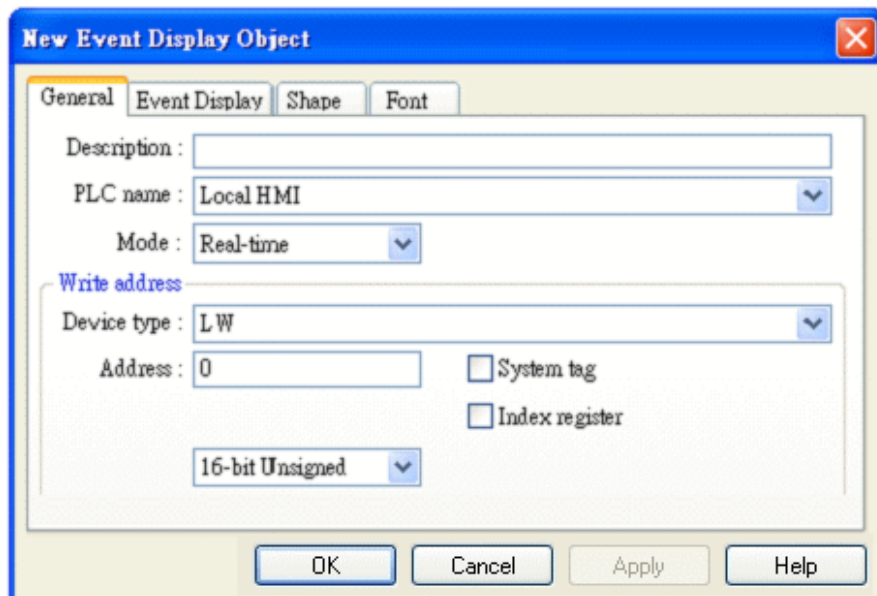 New Event Display Object
General Event Display Shape Font
Description :
PLC name : Local HMI
Mode : Real-time
Write address
Device type : LW
Address : 0 System tag
Index register
16-bit Unsigned
OK Cancel Apply Help